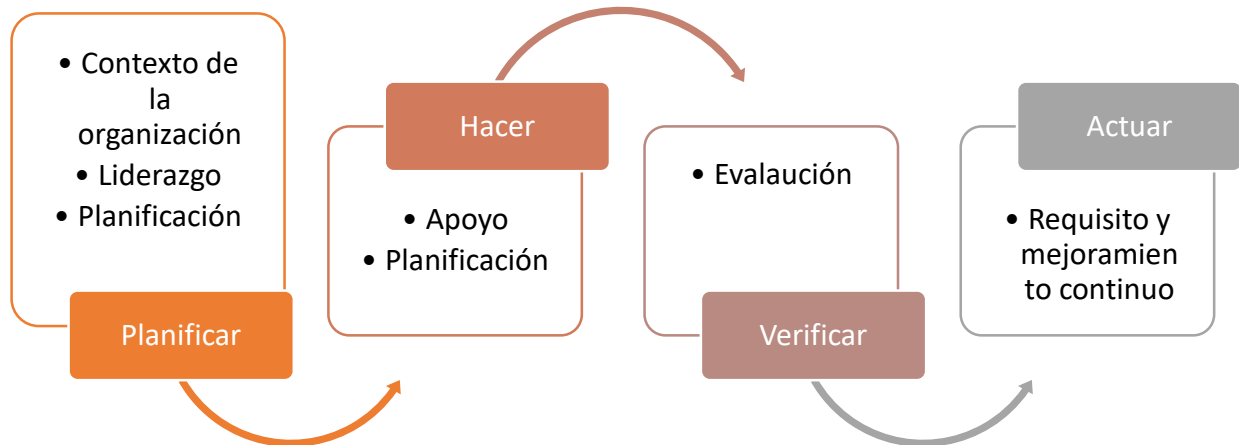 • Contexto de
la
organización
• Liderazgo
• Planificación
Planificar
Hacer
• Apoyo
• Planificación
• Evalaución
Verificar
Actuar
• Requisito y
mejoramien
to continuo